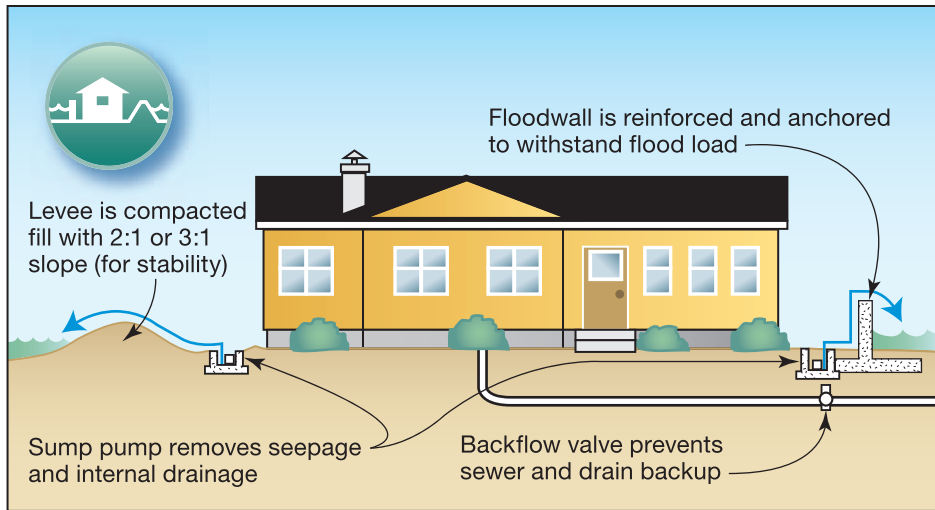 Floodwall is reinforced and anchored
to withstand flood load
Levee is compacted
fill with 2:1 or 3:1
slope (for stability)
Sump pump removes seepage
and internal drainage
Backflow valve prevents
sewer and drain backup